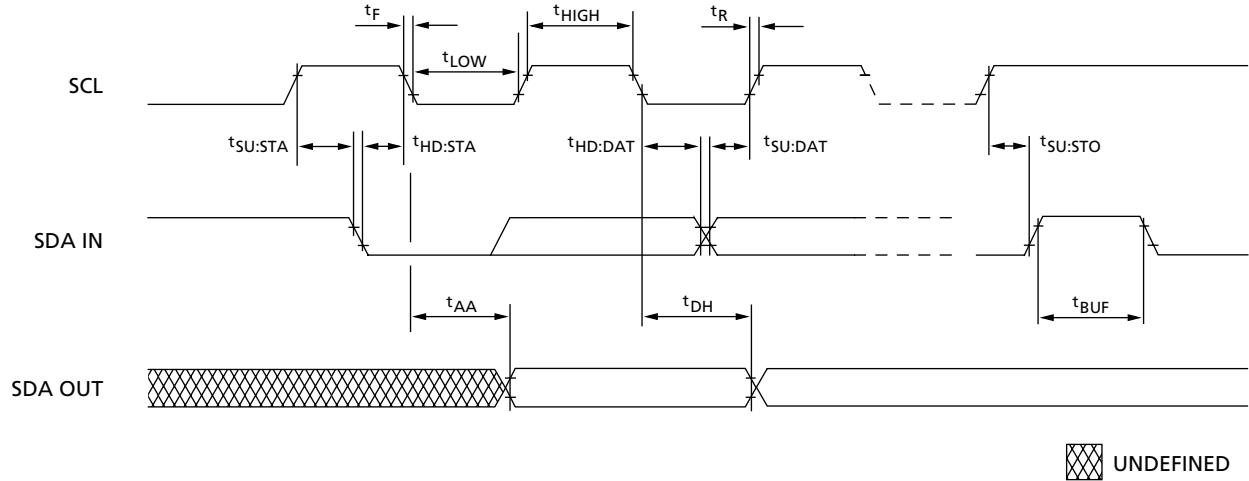 tF
tHIGH
tR
tLOW
SCL
tSU:STA
tHD:STA
tHD:DAT
tSU:DAT
tSU:STO
SDA IN
tAA
tDH
tBUF
SDA OUT
UNDEFINED